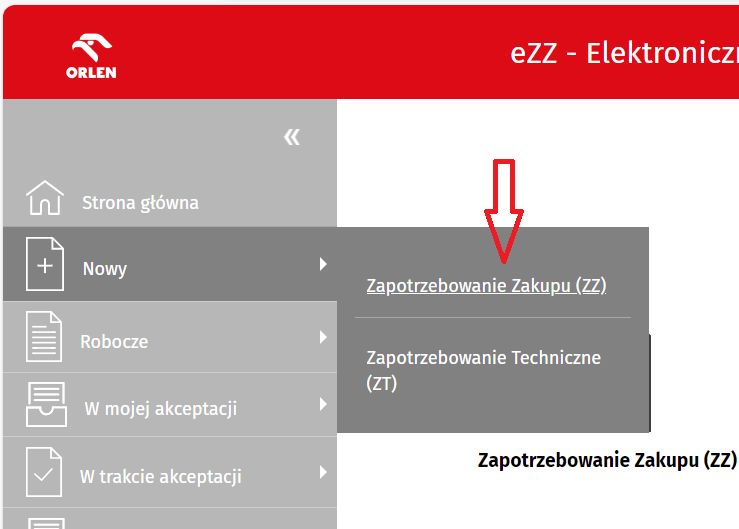 ORLEN
eZZ - Elektroniczn
«
Strona główna
Nowy
Zapotrzebowanie Zakupu (ZZ)
Robocze
Zapotrzebowanie Techniczne
(ZT)
W mojej akceptacji
Zapotrzebowanie Zakupu (ZZ)
W trakcie akceptacji